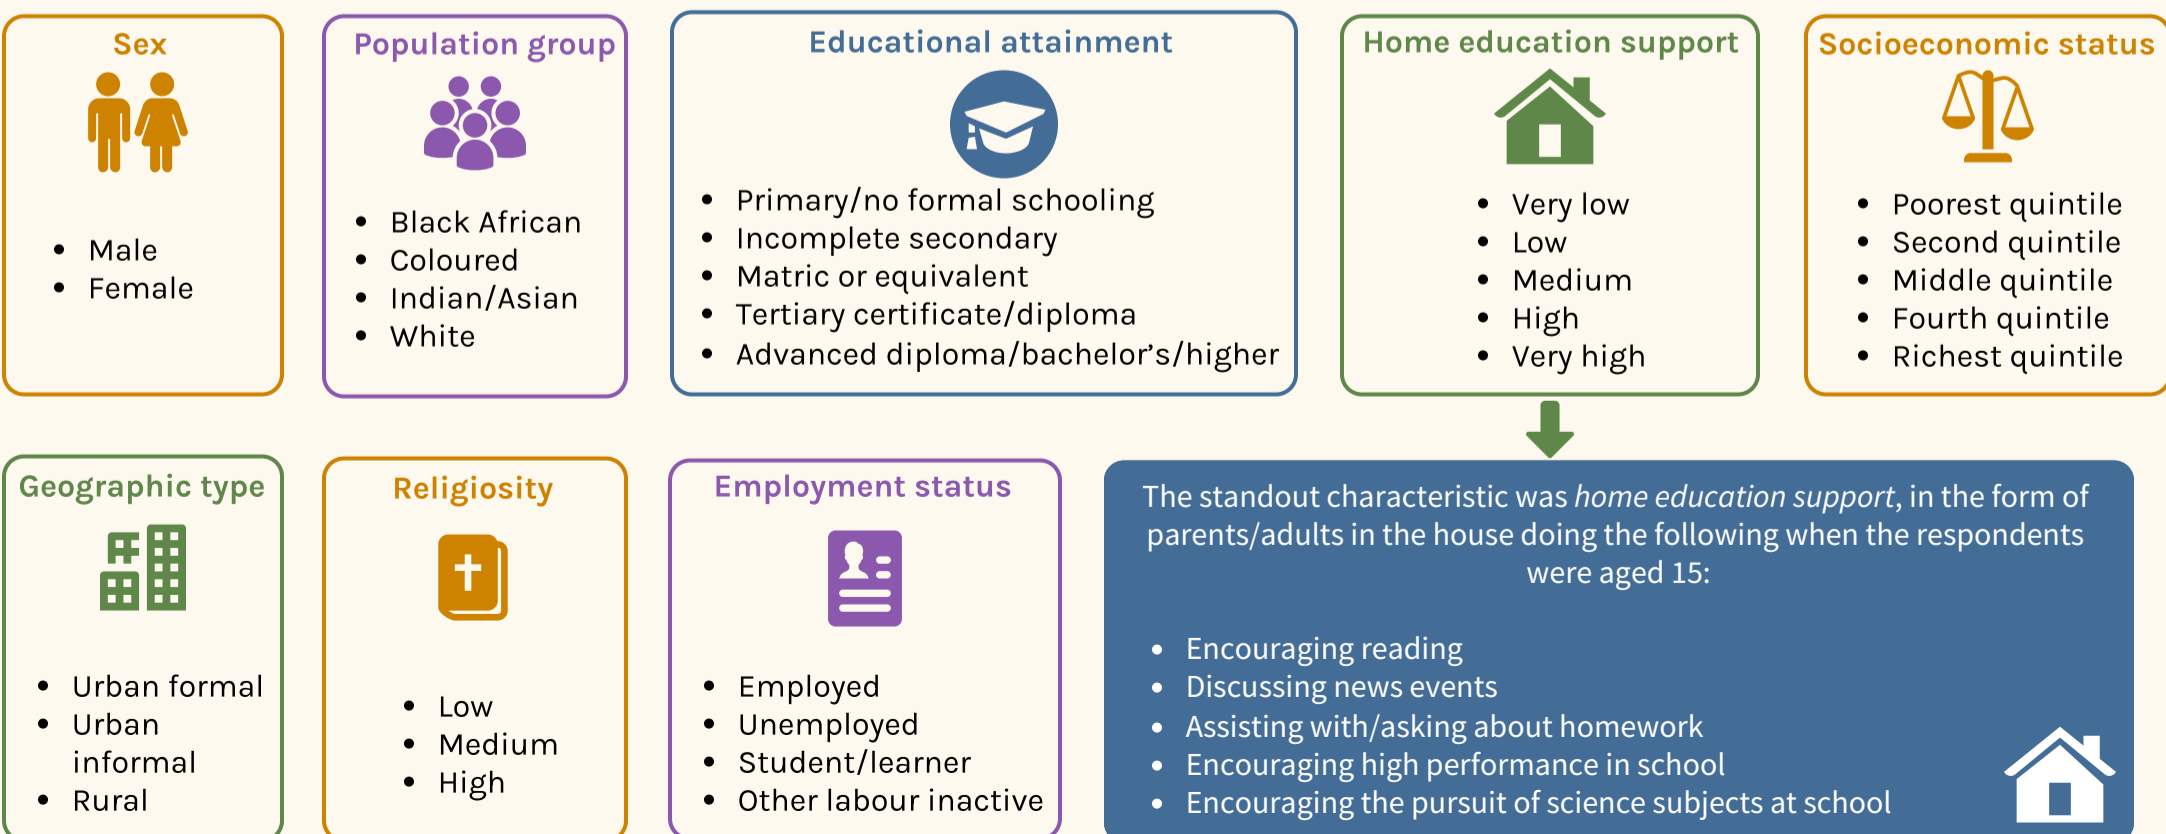 Sex
• Male
• Female
Population group
• Black African
• Coloured
• Indian/Asian
• White
Educational attainment
• Primary/no formal schooling
• Incomplete secondary
• Matric or equivalent
• Tertiary certificate/diploma
• Advanced diploma/bachelor’s/higher
Home education support
• Very low
• Low
• Medium
• High
• Very high
Socioeconomic status
• Poorest quintile
• Second quintile
• Middle quintile
• Fourth quintile
• Richest quintile
Geographic type
• Urban formal
• Urban
informal
• Rural
Religiosity
• Low
• Medium
• High
Employment status
• Employed
• Unemployed
• Student/learner
• Other labour inactive
The standout characteristic was home education support, in the form of
parents/adults in the house doing the following when the respondents
were aged 15:
• Encouraging reading
• Discussing news events
• Assisting with/asking about homework
• Encouraging high performance in school
• Encouraging the pursuit of science subjects at school